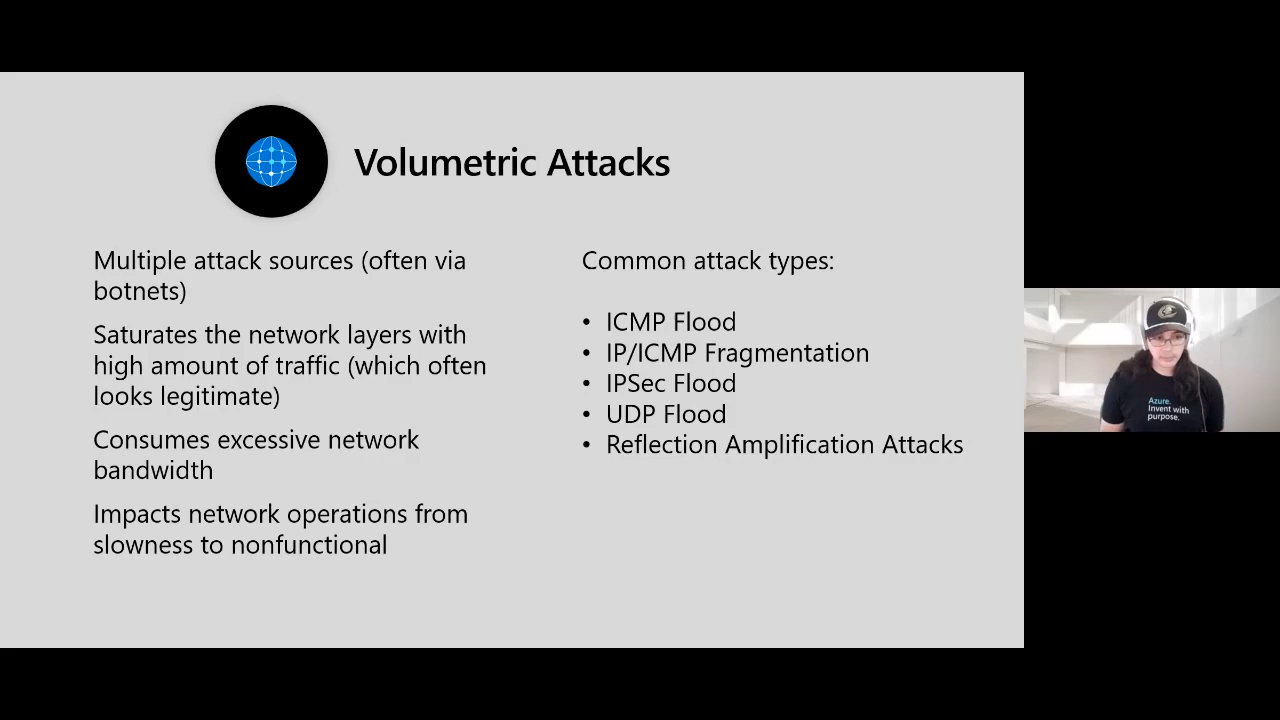 Volumetric Attacks
Multiple attack sources (often via
botnets)
Saturates the network layers with
high amount of traffic (which often
looks legitimate)
Consumes excessive network
bandwidth
Impacts network operations from
slowness to nonfunctional
Common attack types:
• ICMP Flood
• IP/ICMP Fragmentation
• IPSec Flood
• UDP Flood
• Reflection Amplification Attacks
Azure.
Invent with
purpose.